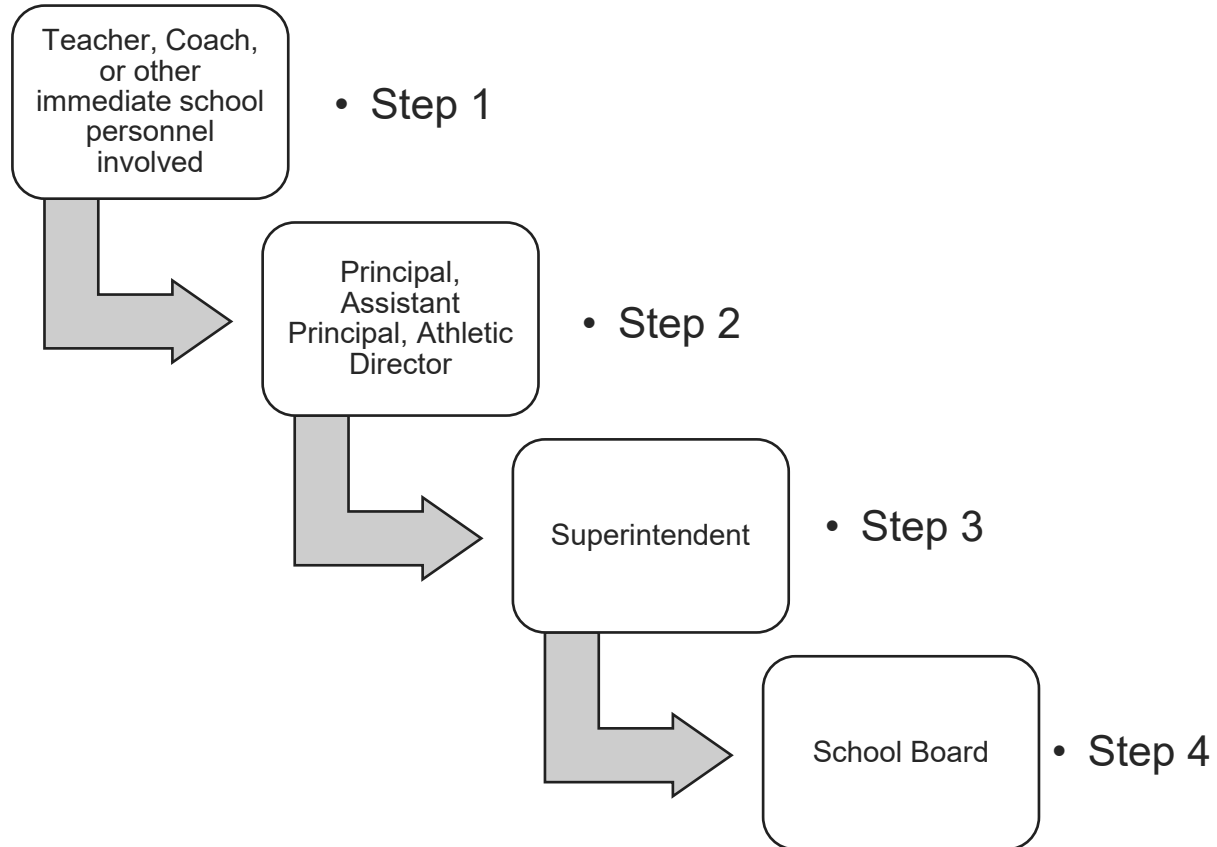 Teacher, Coach,
or other
immediate school
personnel
involved
• Step 1
Principal,
Assistant
Principal, Athletic
Director
• Step 2
Superintendent
• Step 3
School Board
• Step 4